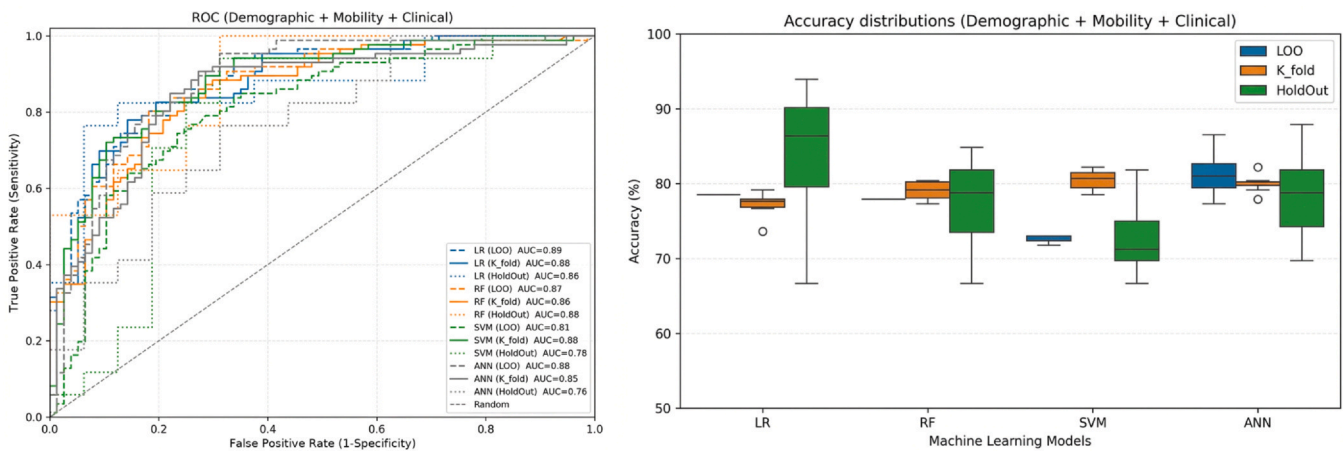 ROC (Demographic + Mobility + Clinical)
1.0
0.8
0.6
0.4
0.2
0.0
True Positive Rate (Sensitivity)
LR (LOO) AUC=0.89
LR (K_fold) AUC=0.88
LR (HoldOut) AUC=0.86
RF (LOO) AUC=0.87
RF (K_fold) AUC=0.86
RF (HoldOut) AUC=0.88
SVM (LOO) AUC=0.81
SVM (K_fold) AUC=0.88
SVM (HoldOut) AUC=0.78
ANN (LOO) AUC=0.88
ANN (K_fold) AUC=0.85
ANN (HoldOut) AUC=0.76
Random
0.0 0.2 0.4 0.6 0.8 1.0
False Positive Rate (1-Specificity)
Accuracy distributions (Demographic + Mobility + Clinical)
100
90
80
70
60
50
Accuracy (%)
LOO
K_fold
HoldOut
LR RF SVM ANN
Machine Learning Models